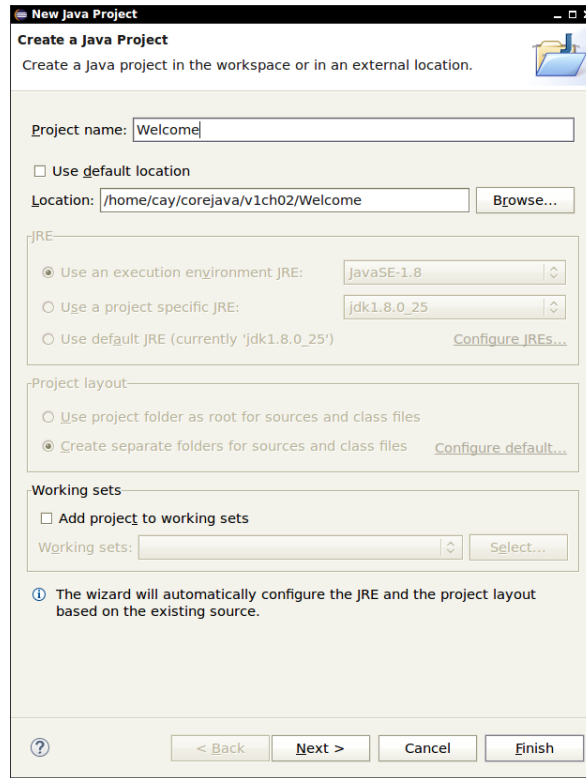 New Java Project
Create a Java Project
Create a Java project in the workspace or in an external location.
Project name: Welcome
Use default location
Location: /home/cay/corejava/v1ch02/Welcome Browse...
JRE
Use an execution environment JRE: JavaSE-1.8
Use a project specific JRE: jdk1.8.0_25
Use default JRE (currently 'jdk1.8.0_25') Configure JREs...
Project layout
Use project folder as root for sources and class files
Create separate folders for sources and class files Configure default...
Working sets
Add project to working sets
Working sets: Select...
The wizard will automatically configure the JRE and the project layout
based on the existing source.
? < Back Next > Cancel Finish